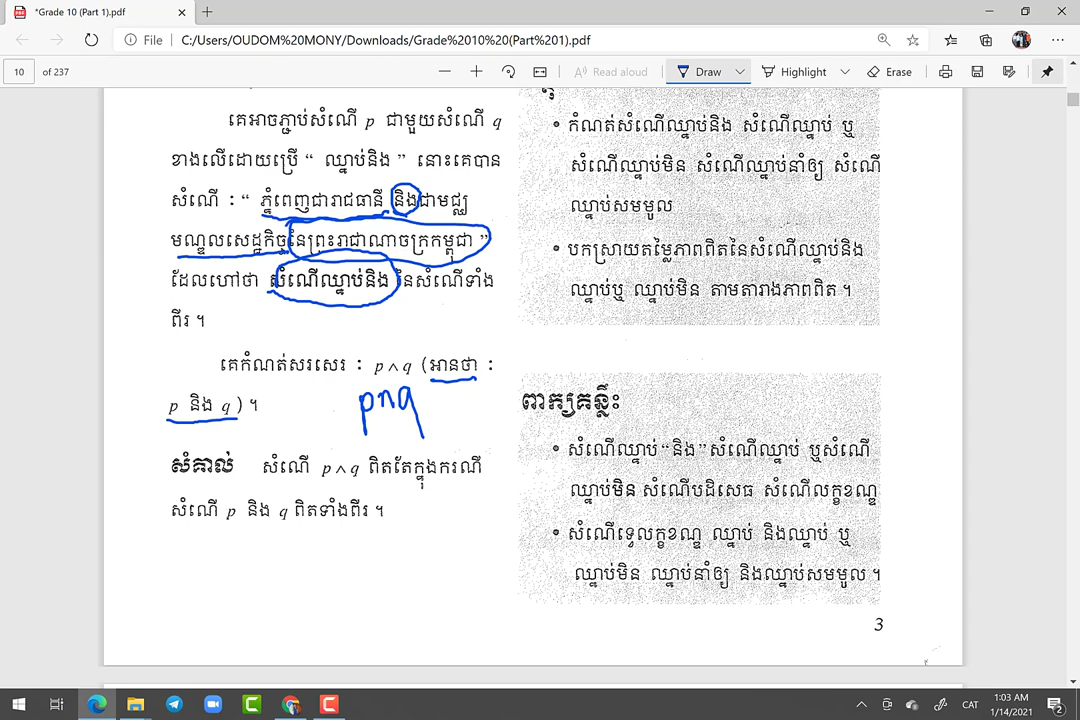 *Grade 10 (Part 1).pdf
File
C:/Users/OUDOM%20MONY/Downloads/Grade%2010%20(Part%201).pdf
10 of 237
Read aloud
Draw
Highlight
Erase
គេអាចភ្ជាប់សំណើ p ជាមួយសំណើ q
ខាងលើដោយប្រើ “ ឈ្នាប់និង ” នោះគេបាន
សំណើ : “ ភ្នំពេញជារាជធានី និងជាមជ្ឈ
មណ្ឌលសេដ្ឋកិច្ចនៃព្រះរាជាណាចក្រកម្ពុជា ”
ដែលហៅថា សំណើឈ្នាប់និង នៃសំណើទាំង
ពីរ ។
គេកំណត់សរសេរ : p ∧ q (អានថា :
p និង q ) ។
p∧q
សំគាល់ សំណើ p ∧ q ពិតតែក្នុងករណី
សំណើ p និង q ពិតទាំងពីរ ។
• កំណត់សំណើឈ្នាប់និង សំណើឈ្នាប់ ឬ
សំណើឈ្នាប់មិន សំណើឈ្នាប់នាំឲ្យ សំណើ
ឈ្នាប់សមមូល
• បកស្រាយតម្លៃភាពពិតនៃសំណើឈ្នាប់និង
ឈ្នាប់ឬ ឈ្នាប់មិន តាមតារាងភាពពិត ។
ពាក្យគន្លឹះ
• សំណើឈ្នាប់“និង”សំណើឈ្នាប់ ឬសំណើ
ឈ្នាប់មិន សំណើបដិសេធ សំណើលក្ខខណ្ឌ
• សំណើទ្វេលក្ខខណ្ឌ ឈ្នាប់ និងឈ្នាប់ ឬ
ឈ្នាប់មិន ឈ្នាប់នាំឲ្យ និងឈ្នាប់សមមូល ។
3
CAT
1:03 AM
1/14/2021